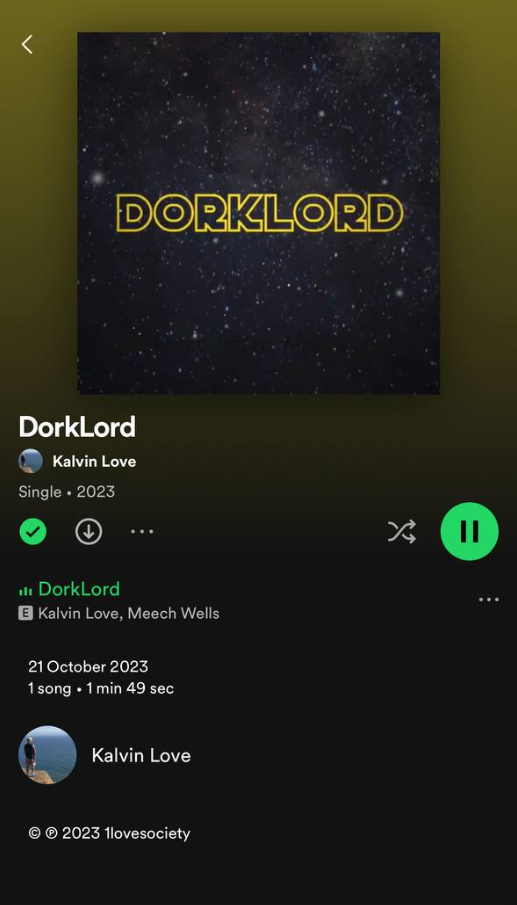 DORKLORD
DorkLord
Kalvin Love
Single • 2023
DorkLord
E Kalvin Love, Meech Wells
21 October 2023
1 song • 1 min 49 sec
Kalvin Love
© ℗ 2023 1lovesociety